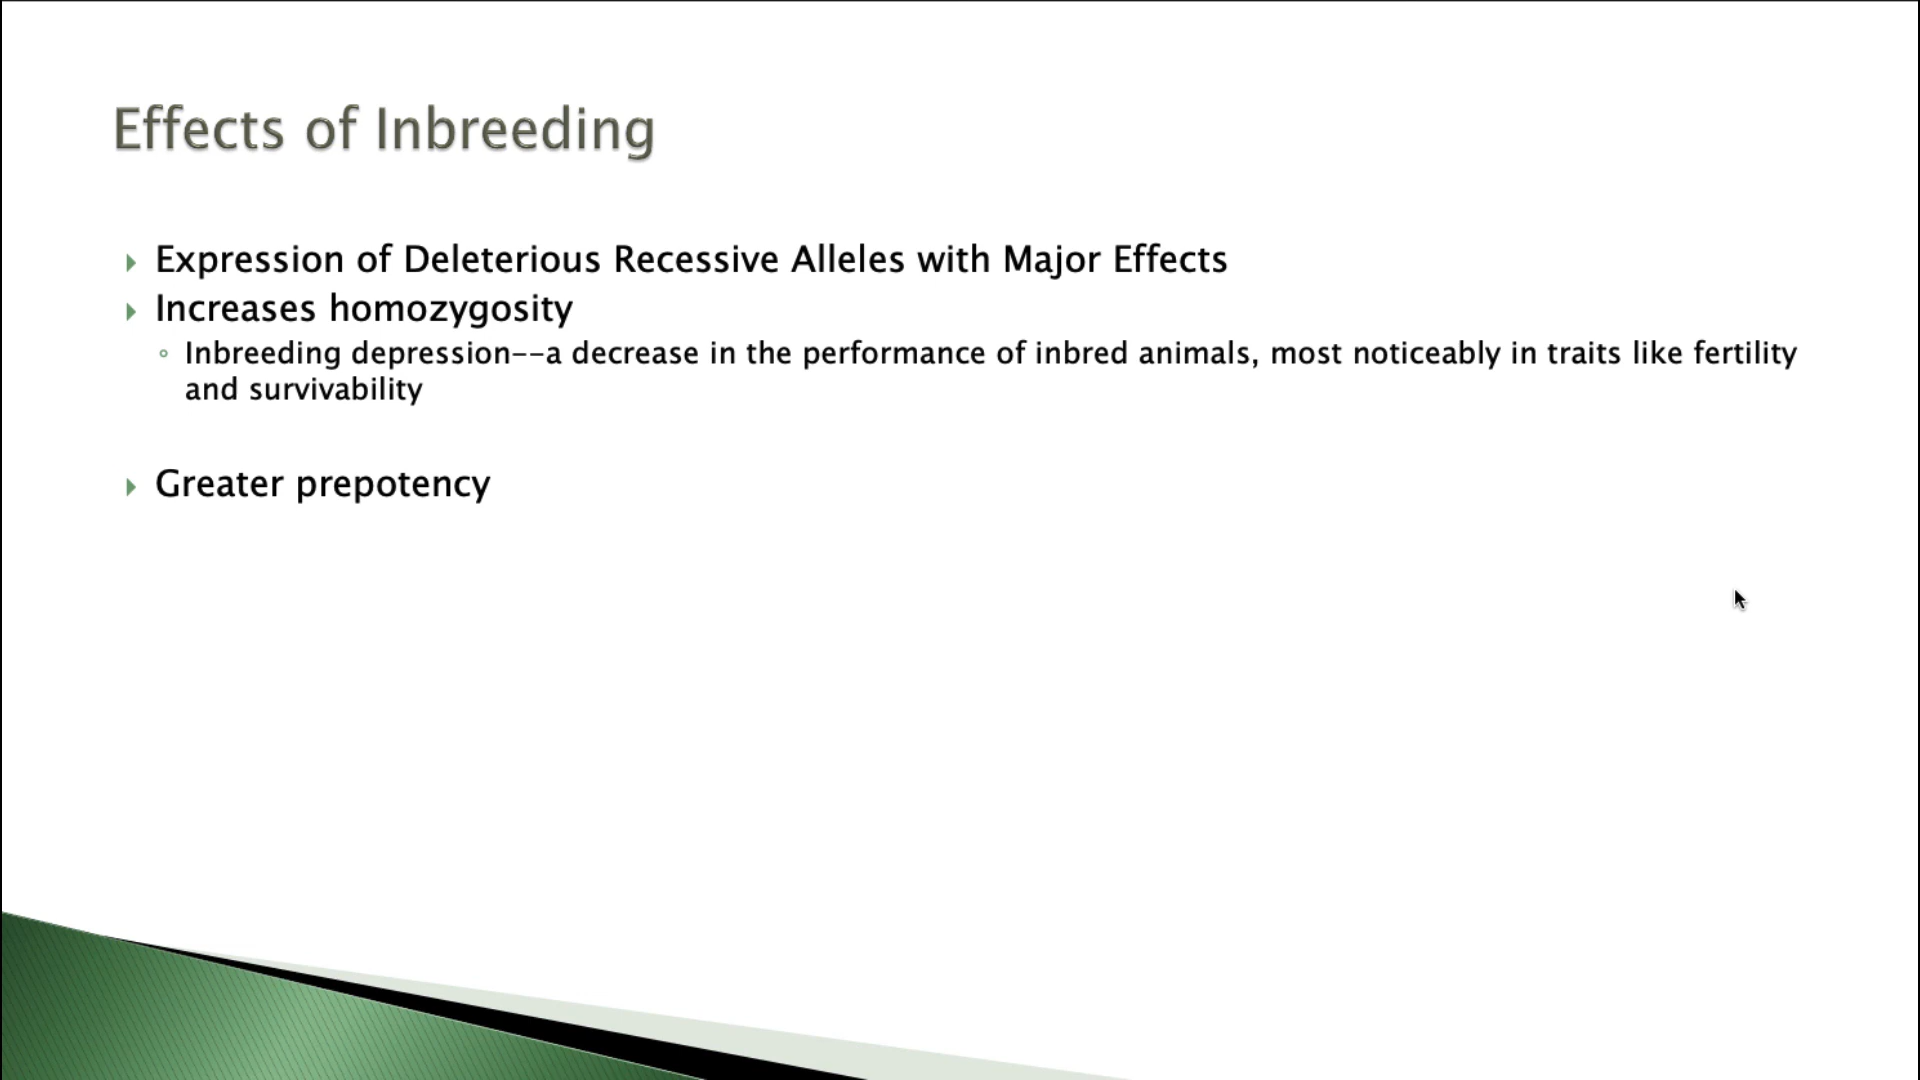 Effects of Inbreeding
Expression of Deleterious Recessive Alleles with Major Effects
Increases homozygosity
Inbreeding depression--a decrease in the performance of inbred animals, most noticeably in traits like fertility
and survivability
Greater prepotency